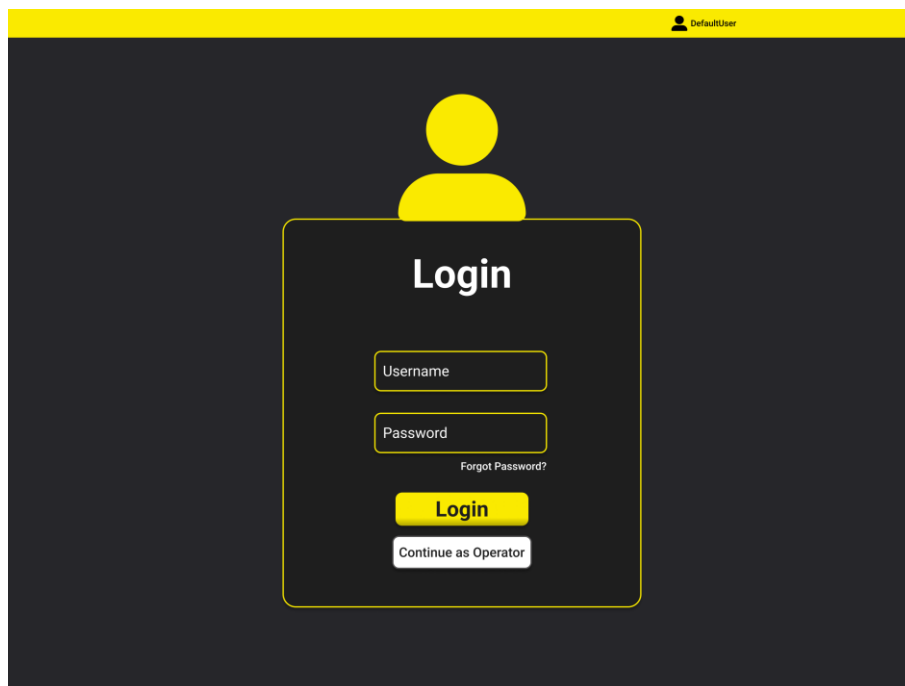 DefaultUser
Login
Username
Password
Forgot Password?
Login
Continue as Operator